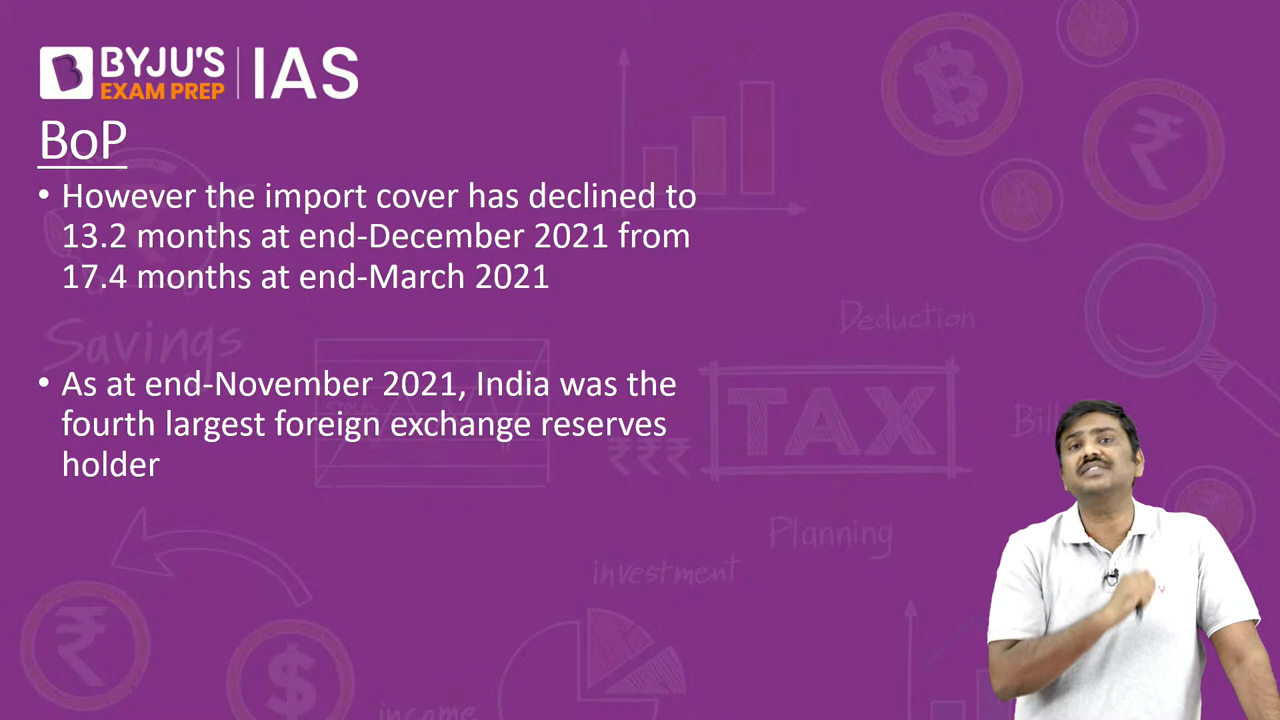 BYJU'S
EXAM PREP
IAS
BoP
• However the import cover has declined to
13.2 months at end-December 2021 from
17.4 months at end-March 2021
Deduction
Savings
• As at end-November 2021, India was the
fourth largest foreign exchange reserves
holder
TAX
₹₹₹
Planning
investment
income